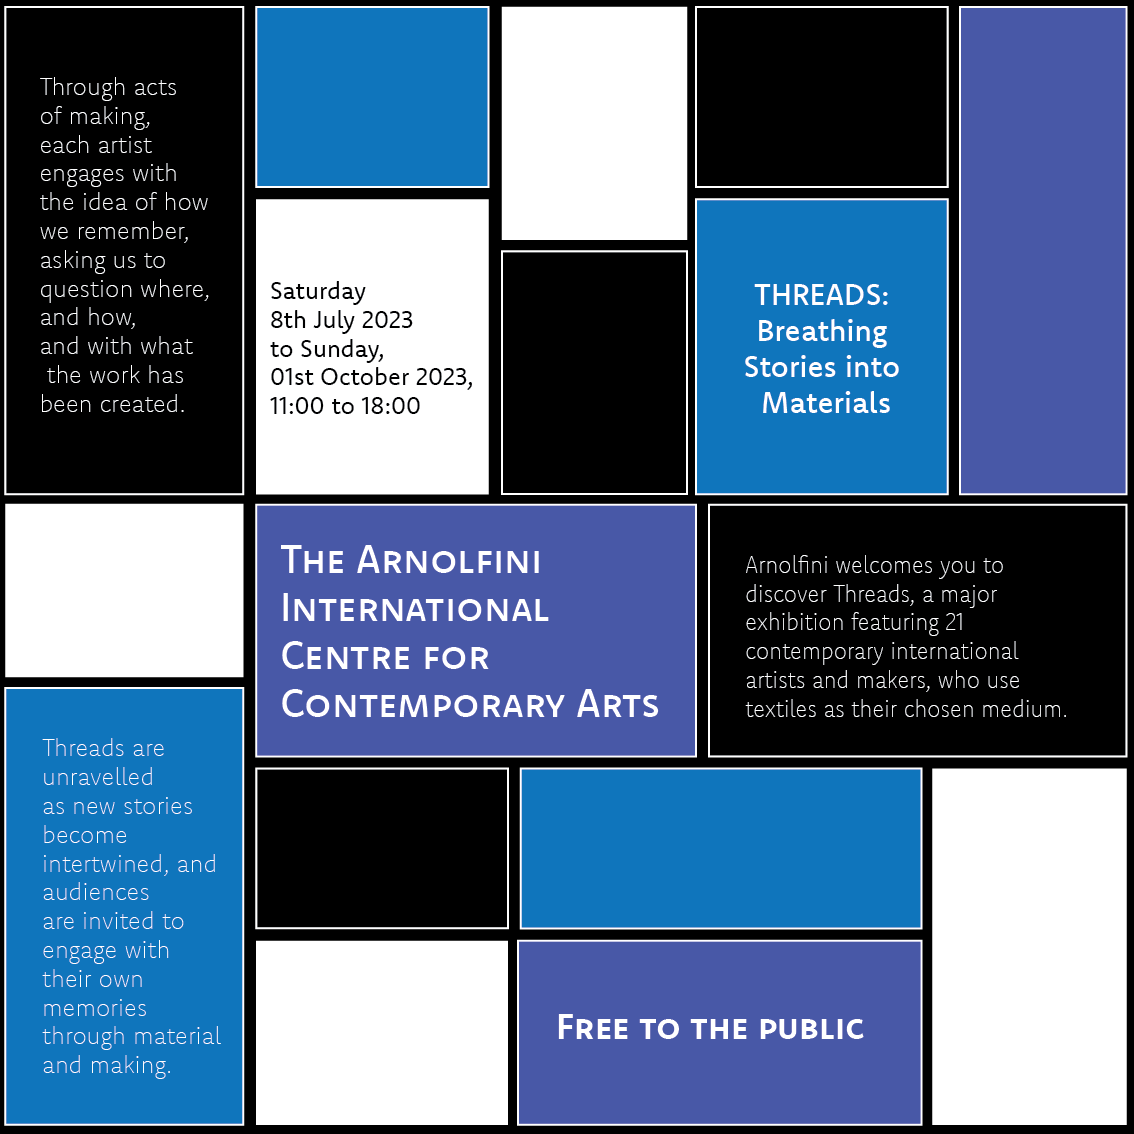 Through acts
of making,
each artist
engages with
the idea of how
we remember,
asking us to
question where,
and how,
and with what
the work has
been created.
Saturday
8th July 2023
to Sunday,
01st October 2023,
11:00 to 18:00
THREADS:
Breathing
Stories into
Materials
The Arnolfini
International
Centre for
Contemporary Arts
Arnolfini welcomes you to
discover Threads, a major
exhibition featuring 21
contemporary international
artists and makers, who use
textiles as their chosen medium.
Threads are
unravelled
as new stories
become
intertwined, and
audiences
are invited to
engage with
their own
memories
through material
and making.
Free to the public